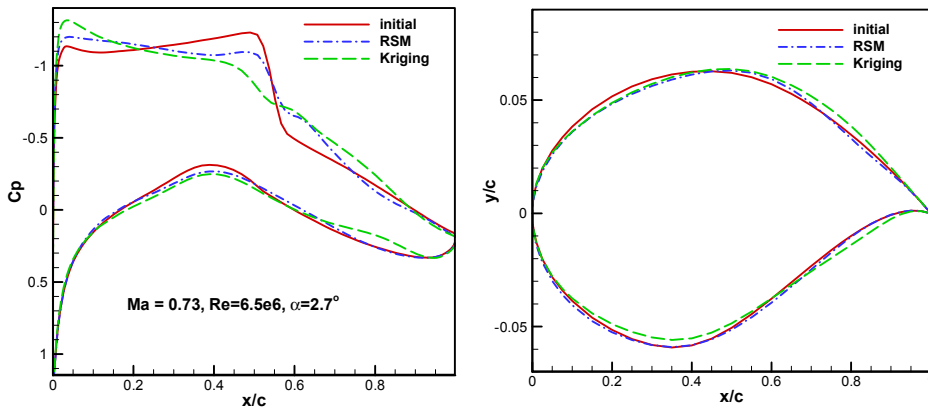 initial
RSM
Kriging
-1
-0.5
0
0.5
1
Cp
Ma = 0.73, Re=6.5e6, α=2.7°
0
0.2
0.4
0.6
0.8
x/c
initial
RSM
Kriging
0.05
0
-0.05
y/c
0
0.2
0.4
0.6
0.8
x/c